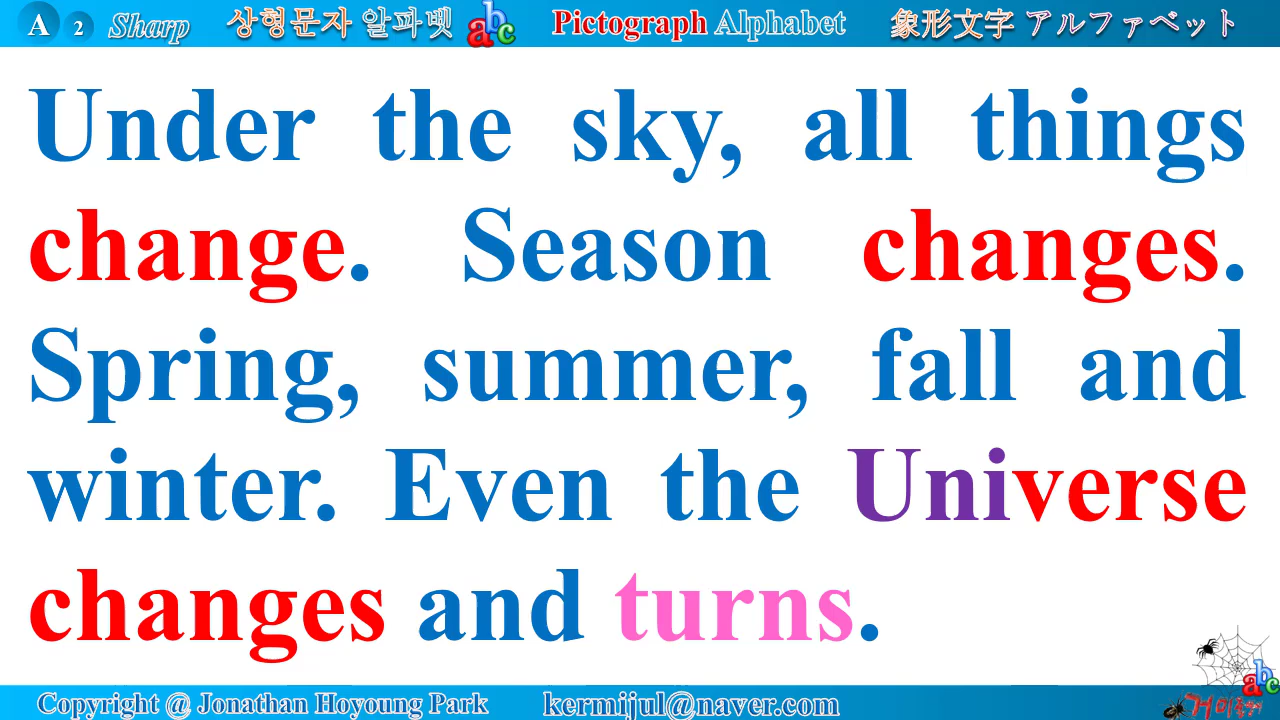 A 2 Sharp 상형문자 알파벳 abc Pictograph Alphabet 象形文字 アルファベット
Under the sky, all things
change. Season changes.
Spring, summer, fall and
winter. Even the Universe
changes and turns.
abc
Copyright @ Jonathan Hoyoung Park kermijul@naver.com